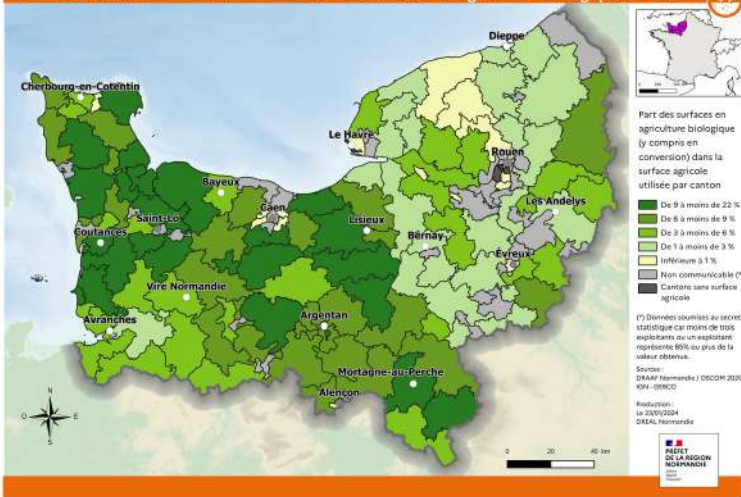 Dieppe
Cherbourg-en-Cotentin
Le Havre
Rouen
Bayeux
Caen
Les Andelys
Saint-Lo
Lisieux
Coutances
Bernay
Évreux
Vire Normandie
Avranches
Argentan
Mortagne-au-Perche
Alençon
N
O
E
S
0 20 40 km
Part des surfaces en
agriculture biologique
(y compris en
conversion) dans la
surface agricole
utilisée par canton
De 9 à moins de 22 %
De 6 à moins de 9 %
De 3 à moins de 6 %
De 1 à moins de 3 %
Inférieure à 1 %
Non communicable (*
Cantons sans surface
agricole
(*) Données soumises au secret
statistique car moins de trois
exploitants ou un exploitant
représente 85% ou plus de la
valeur obtenue.
Sources :
DRAAF Normandie / OSCOM 2020
IGN - GEBCO
Production :
Le 23/01/2024
DREAL Normandie
PRÉFET
DE LA RÉGION
NORMANDIE